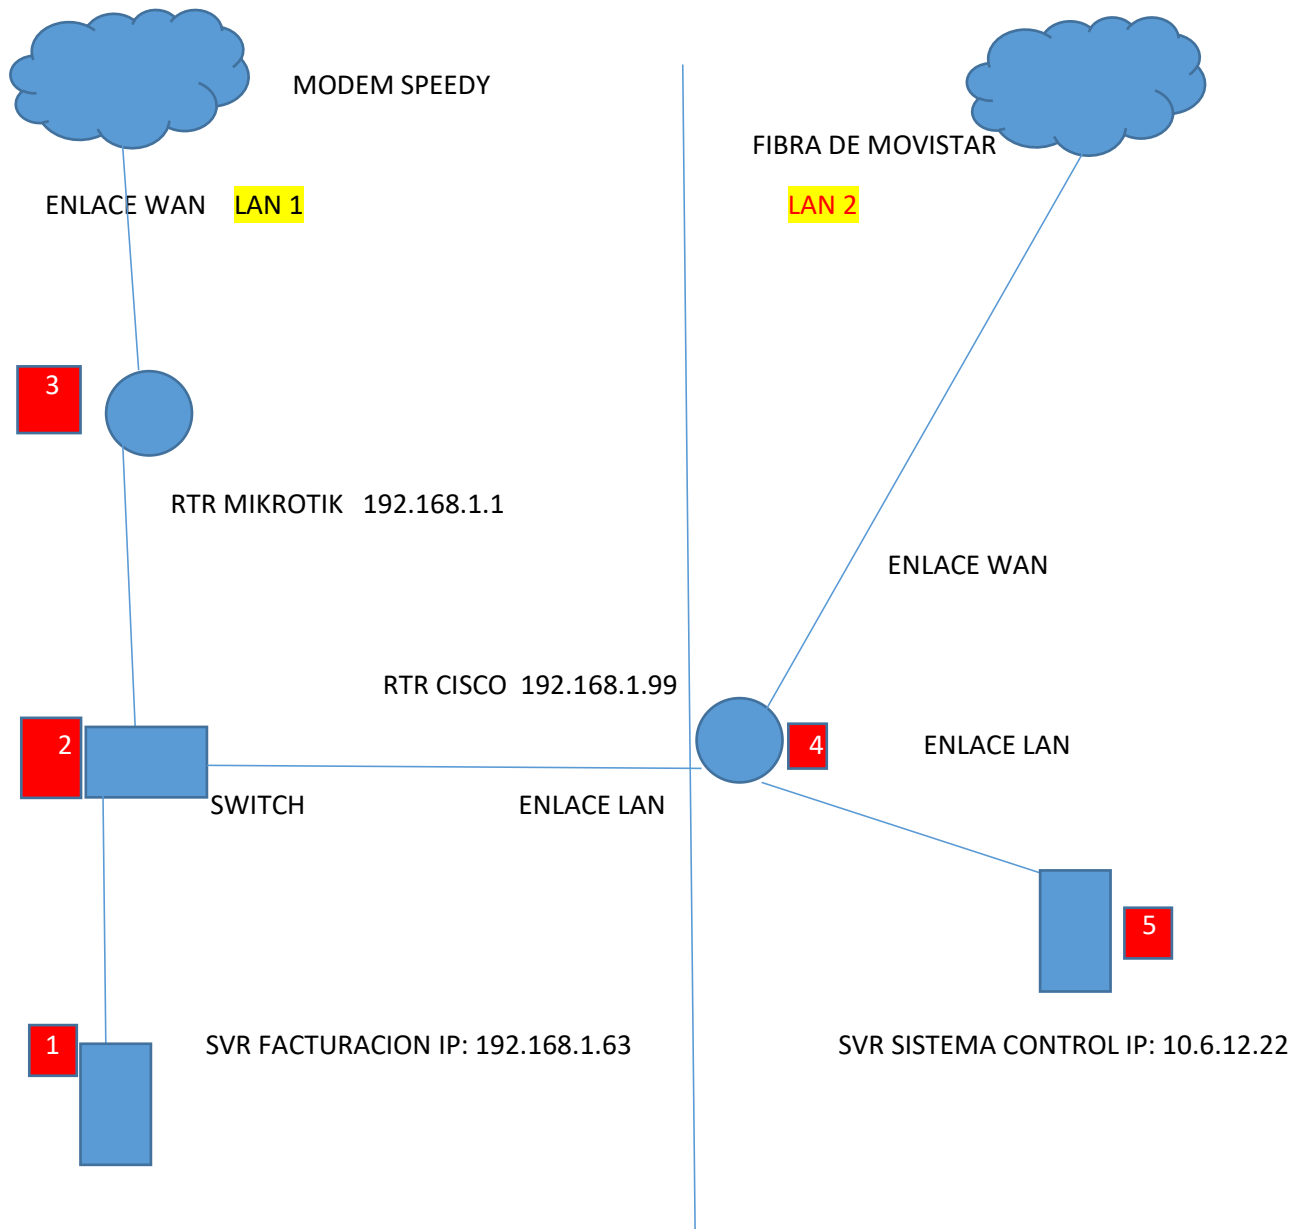 MODEM SPEEDY
FIBRA DE MOVISTAR
ENLACE WAN LAN 1
LAN 2
3
RTR MIKROTIK 192.168.1.1
ENLACE WAN
RTR CISCO 192.168.1.99
2
4
ENLACE LAN
SWITCH
ENLACE LAN
5
1
SVR FACTURACION IP: 192.168.1.63
SVR SISTEMA CONTROL IP: 10.6.12.22